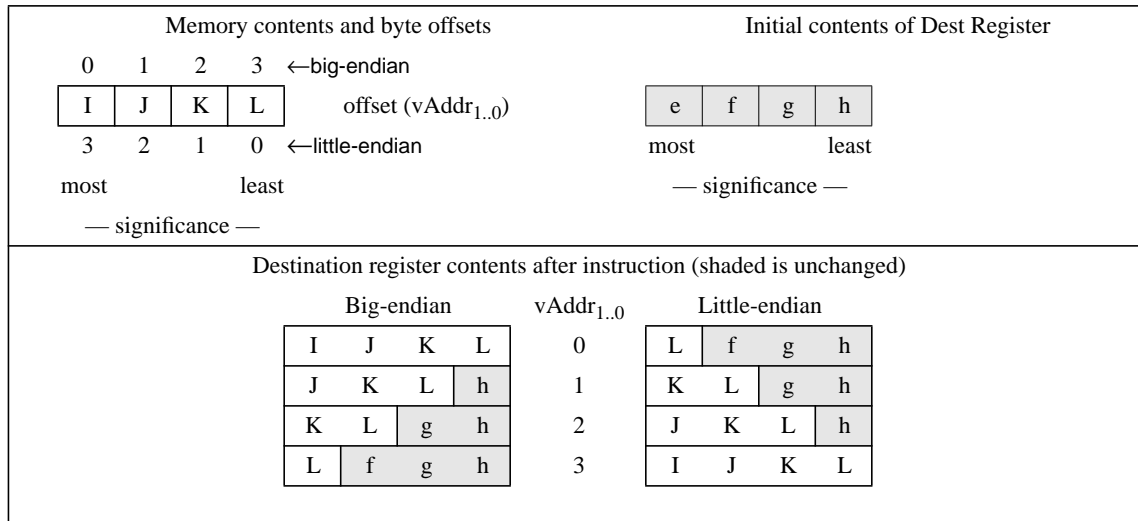 Memory contents and byte offsets
Initial contents of Dest Register
0 1 2 3 ←big-endian
I J K L offset (vAddr1..0)
e f g h
3 2 1 0 ←little-endian
most least
most least
— significance —
— significance —
Destination register contents after instruction (shaded is unchanged)
Big-endian vAddr1..0 Little-endian
I J K L 0 L f g h
J K L h 1 K L g h
K L g h 2 J K L h
L f g h 3 I J K L